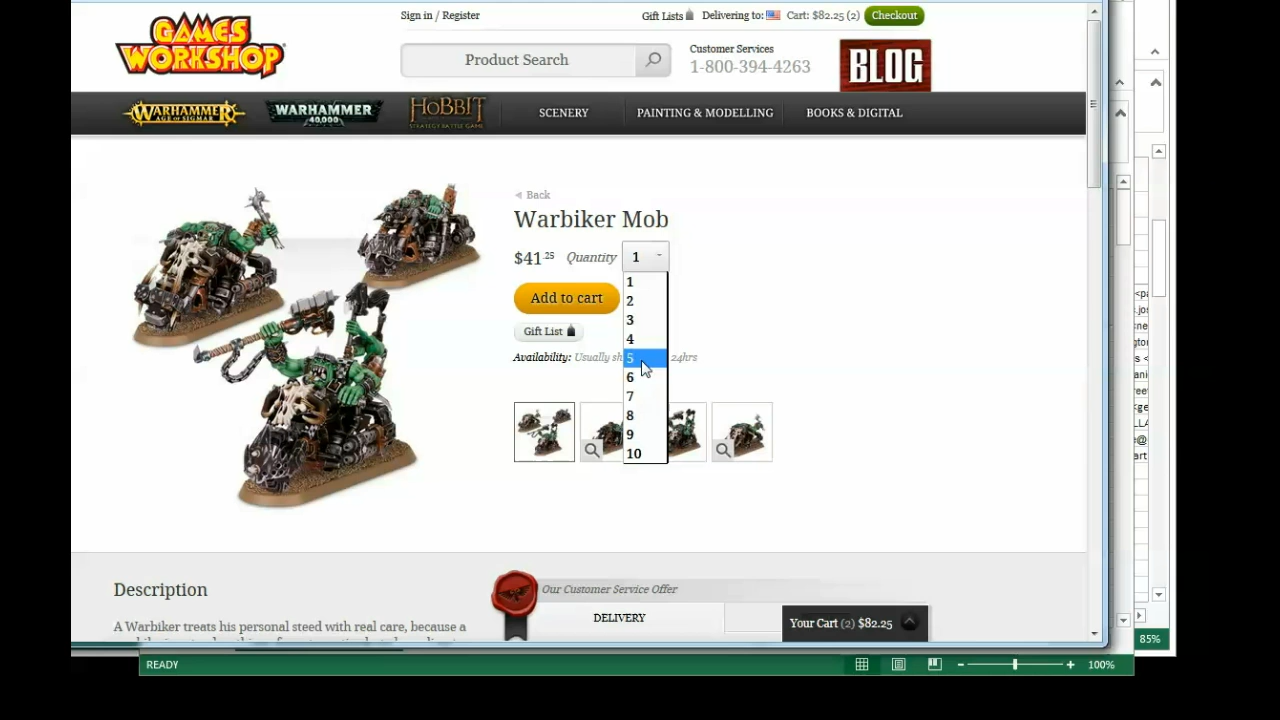 GAMES WORKSHOP
Sign in / Register
Gift Lists
Delivering to:
Cart: $82.25 (2)
Checkout
Product Search
Customer Services
1-800-394-4263
BLOG
WARHAMMER
AGE OF SIGMAR
WARHAMMER
40,000
THE HOBBIT
STRATEGY BATTLE GAME
SCENERY
PAINTING & MODELLING
BOOKS & DIGITAL
Back
Warbiker Mob
$41.25 Quantity 1
1
2
3
4
5
6
7
8
9
10
Add to cart
Gift List
Availability: Usually 24hrs
Description
A Warbiker treats his personal steed with real care, because a
Our Customer Service Offer
DELIVERY
Your Cart (2) $82.25
READY
100%
85%